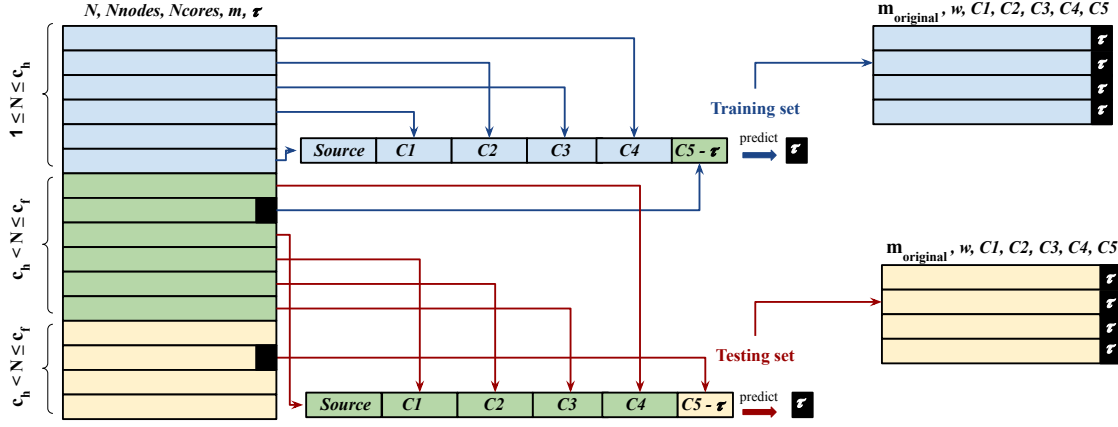 N, Nnodes, Ncores, m, τ
1 ≤ N ≤ c_h
c_h < N ≤ c_f
c_h < N ≤ c_f
Source C1 C2 C3 C4 C5 - τ
predict
τ
Training set
m_original, w, C1, C2, C3, C4, C5
τ
τ
τ
τ
Source C1 C2 C3 C4 C5 - τ
predict
τ
Testing set
m_original, w, C1, C2, C3, C4, C5
τ
τ
τ
τ